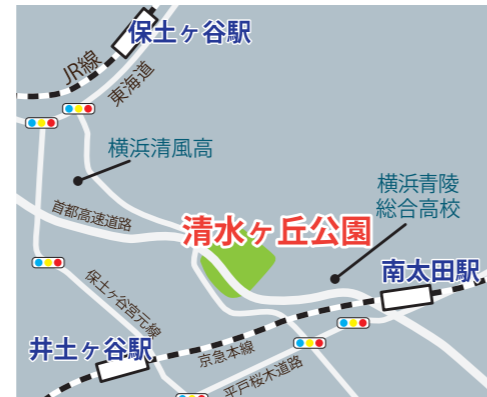 保土ヶ谷駅
JR線
東海道
横浜清風高
横浜青陵
総合高校
首都高速道路
清水ヶ丘公園
南太田駅
保土ヶ谷宮元線
井土ヶ谷駅
京急本線
平戸桜木道路